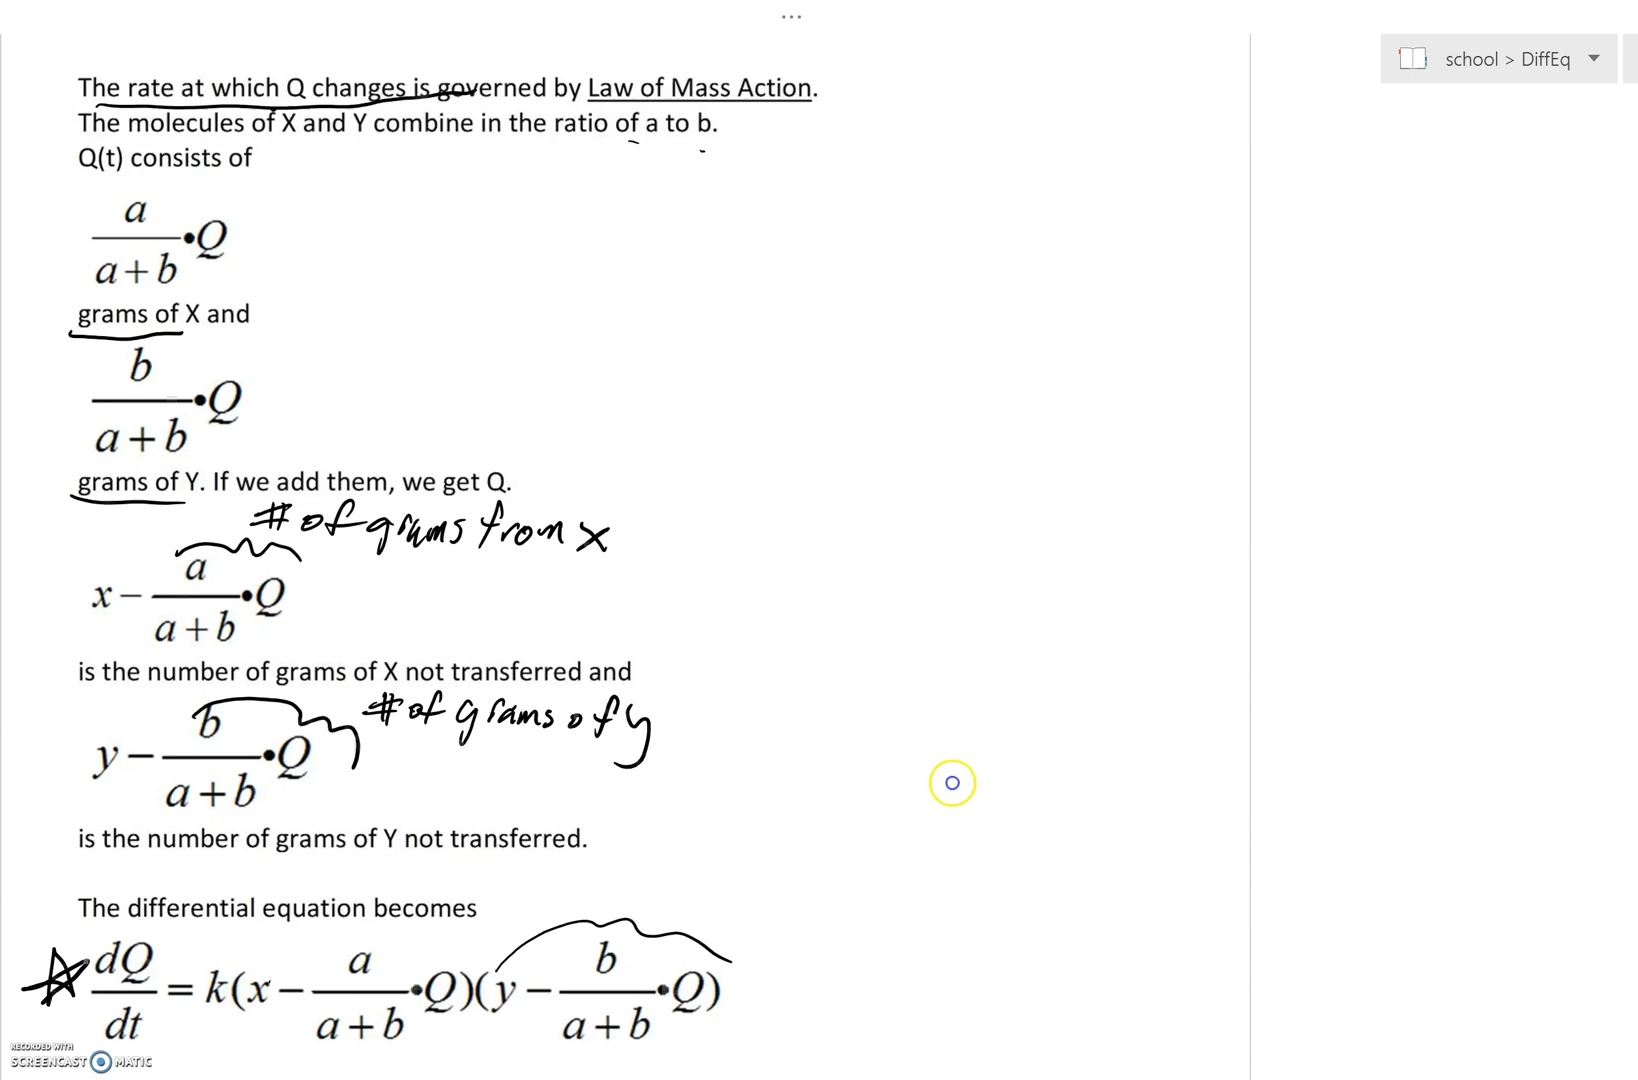 ...
school > DiffEq
The rate at which Q changes is governed by Law of Mass Action.
The molecules of X and Y combine in the ratio of a to b.
Q(t) consists of
a
———•Q
a+b
grams of X and
b
———•Q
a+b
grams of Y. If we add them, we get Q.
# of grams from x
a
x − ———•Q
a+b
is the number of grams of X not transferred and
# of grams of y
b
y − ———•Q
a+b
is the number of grams of Y not transferred.
The differential equation becomes
dQ/dt = k(x − a/(a+b)•Q)(y − b/(a+b)•Q)
RECORDED WITH
SCREENCAST MATIC